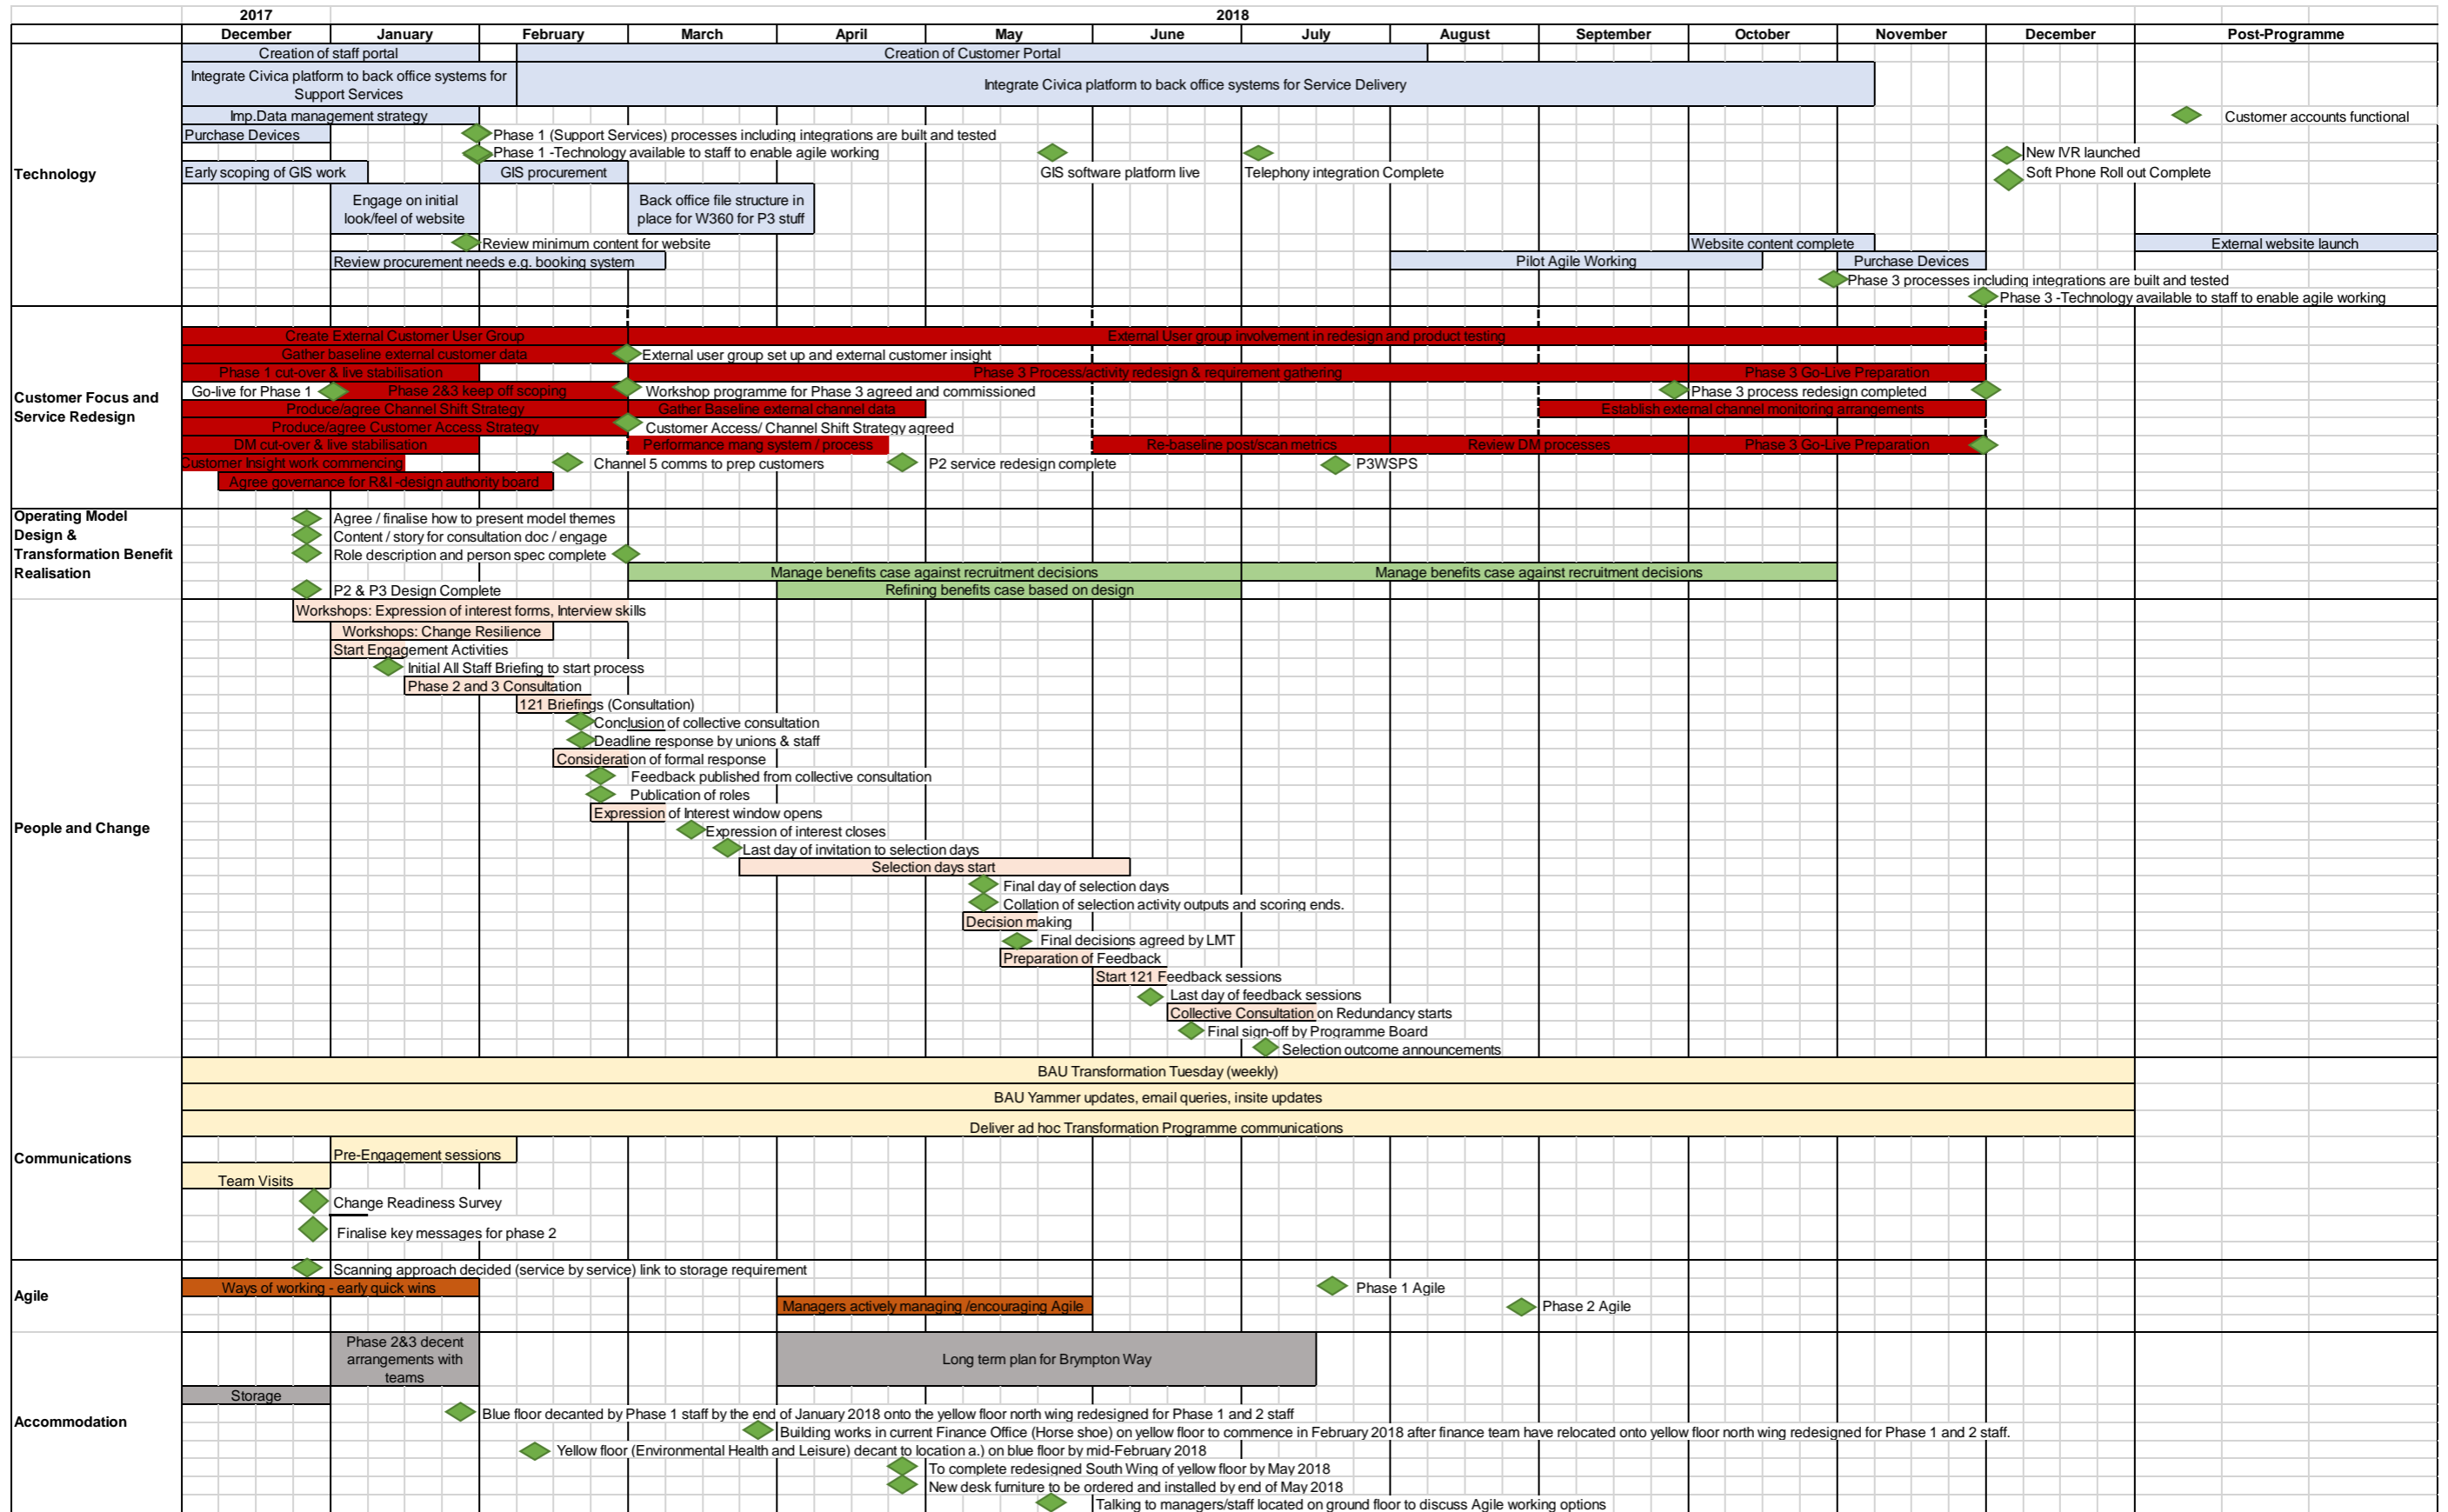 2017
2018
December
January
February
March
April
May
June
July
August
September
October
November
December
Post-Programme
Technology
Creation of staff portal
Creation of Customer Portal
Integrate Civica platform to back office systems for
Support Services
Integrate Civica platform to back office systems for Service Delivery
Imp.Data management strategy
Customer accounts functional
Purchase Devices
Phase 1 (Support Services) processes including integrations are built and tested
Phase 1 -Technology available to staff to enable agile working
New IVR launched
Early scoping of GIS work
GIS procurement
GIS software platform live
Telephony integration Complete
Soft Phone Roll out Complete
Engage on initial
look/feel of website
Back office file structure in
place for W360 for P3 stuff
Review minimum content for website
Website content complete
External website launch
Review procurement needs e.g. booking system
Pilot Agile Working
Purchase Devices
Phase 3 processes including integrations are built and tested
Phase 3 -Technology available to staff to enable agile working
Customer Focus and
Service Redesign
Create External Customer User Group
External User group involvement in redesign and product testing
Gather baseline external customer data
External user group set up and external customer insight
Phase 1 cut-over & live stabilisation
Phase 3 Process/activity redesign & requirement gathering
Phase 3 Go-Live Preparation
Go-live for Phase 1
Phase 2&3 keep off scoping
Workshop programme for Phase 3 agreed and commissioned
Phase 3 process redesign completed
Produce/agree Channel Shift Strategy
Gather Baseline external channel data
Establish external channel monitoring arrangements
Produce/agree Customer Access Strategy
Customer Access/ Channel Shift Strategy agreed
DM cut-over & live stabilisation
Performance mang system / process
Re-baseline post/scan metrics
Review DM processes
Phase 3 Go-Live Preparation
Customer Insight work commencing
Channel 5 comms to prep customers
P2 service redesign complete
P3WSPS
Agree governance for R&I -design authority board
Operating Model
Design &
Transformation Benefit
Realisation
Agree / finalise how to present model themes
Content / story for consultation doc / engage
Role description and person spec complete
Manage benefits case against recruitment decisions
Manage benefits case against recruitment decisions
P2 & P3 Design Complete
Refining benefits case based on design
People and Change
Workshops: Expression of interest forms, Interview skills
Workshops: Change Resilience
Start Engagement Activities
Initial All Staff Briefing to start process
Phase 2 and 3 Consultation
121 Briefings (Consultation)
Conclusion of collective consultation
Deadline response by unions & staff
Consideration of formal response
Feedback published from collective consultation
Publication of roles
Expression of Interest window opens
Expression of interest closes
Last day of invitation to selection days
Selection days start
Final day of selection days
Collation of selection activity outputs and scoring ends.
Decision making
Final decisions agreed by LMT
Preparation of Feedback
Start 121 Feedback sessions
Last day of feedback sessions
Collective Consultation on Redundancy starts
Final sign-off by Programme Board
Selection outcome announcements
Communications
BAU Transformation Tuesday (weekly)
BAU Yammer updates, email queries, insite updates
Deliver ad hoc Transformation Programme communications
Pre-Engagement sessions
Team Visits
Change Readiness Survey
Finalise key messages for phase 2
Agile
Scanning approach decided (service by service) link to storage requirement
Ways of working - early quick wins
Phase 1 Agile
Managers actively managing /encouraging Agile
Phase 2 Agile
Accommodation
Phase 2&3 decent
arrangements with
teams
Long term plan for Brympton Way
Storage
Blue floor decanted by Phase 1 staff by the end of January 2018 onto the yellow floor north wing redesigned for Phase 1 and 2 staff
Building works in current Finance Office (Horse shoe) on yellow floor to commence in February 2018 after finance team have relocated onto yellow floor north wing redesigned for Phase 1 and 2 staff.
Yellow floor (Environmental Health and Leisure) decant to location a.) on blue floor by mid-February 2018
To complete redesigned South Wing of yellow floor by May 2018
New desk furniture to be ordered and installed by end of May 2018
Talking to managers/staff located on ground floor to discuss Agile working options